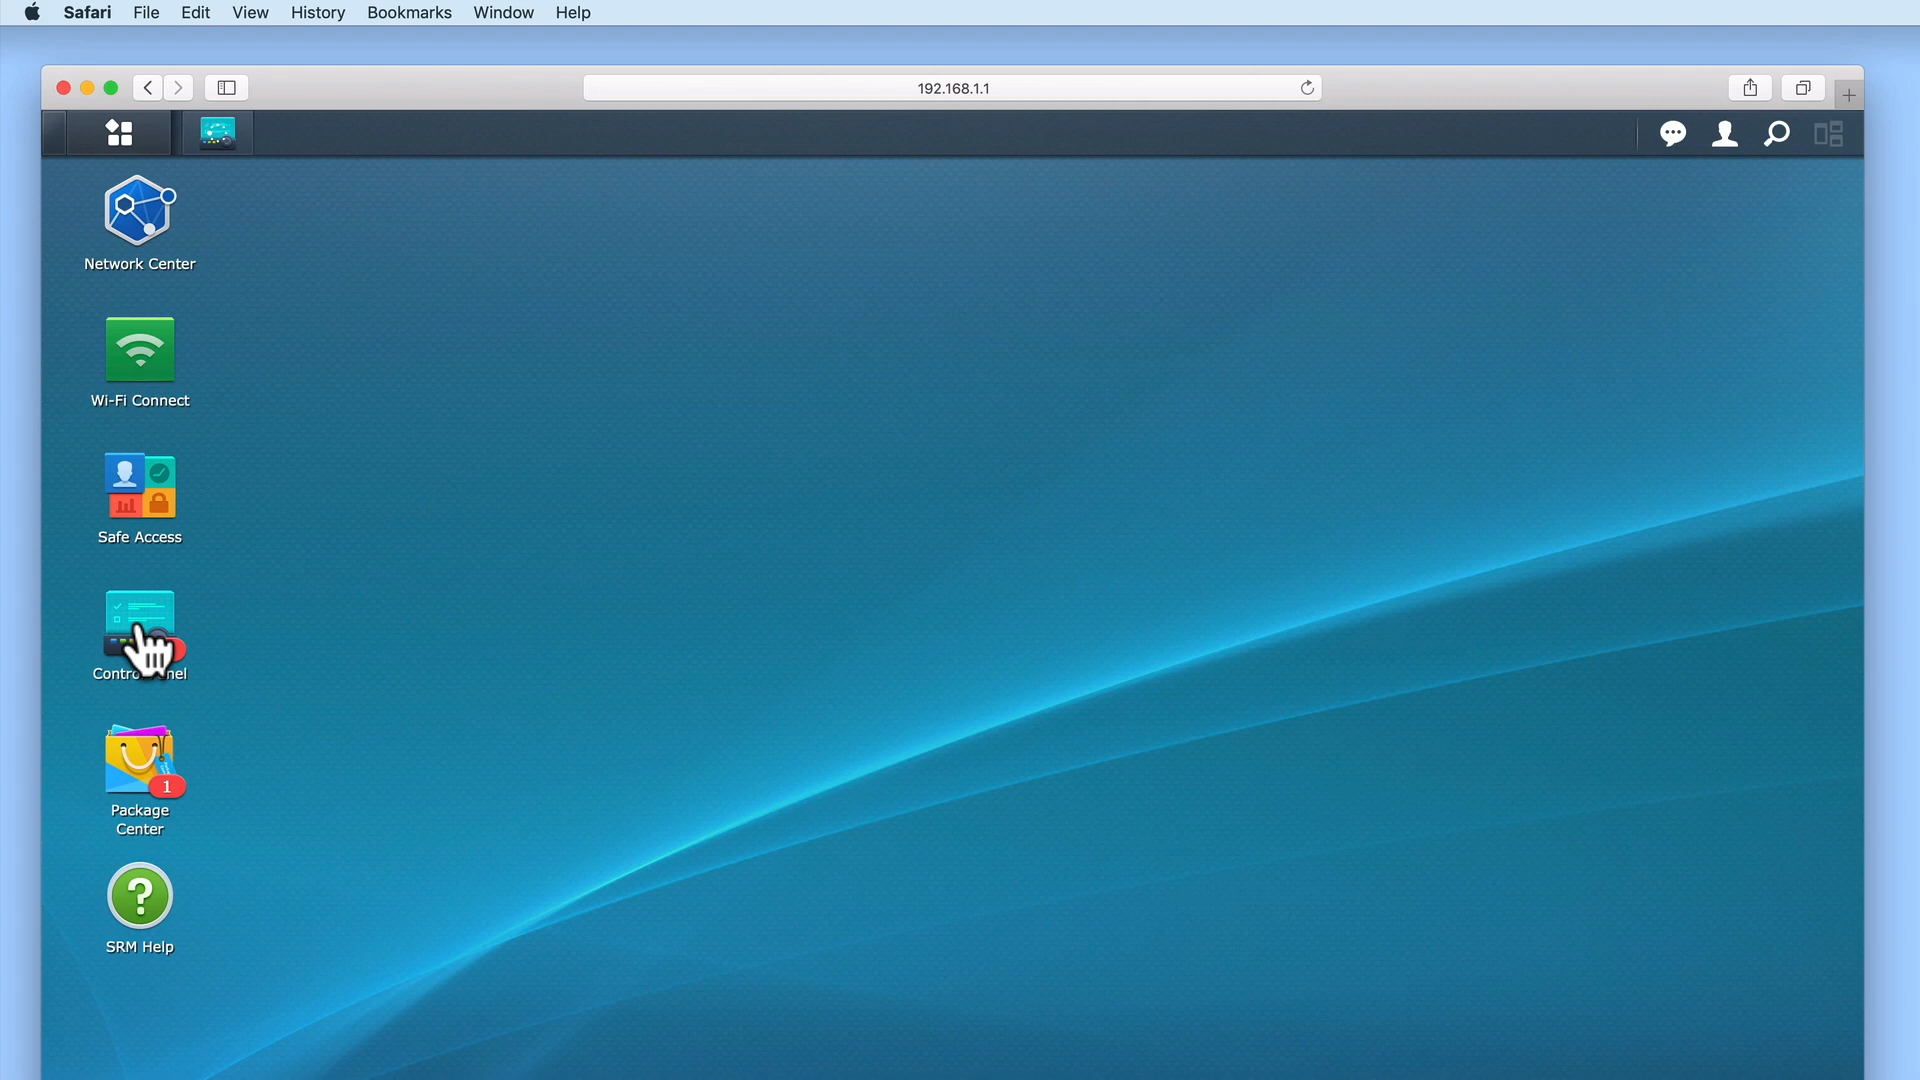 Safari File Edit View History Bookmarks Window Help
192.168.1.1
Network Center
Wi-Fi Connect
Safe Access
1
Package
Center
SRM Help